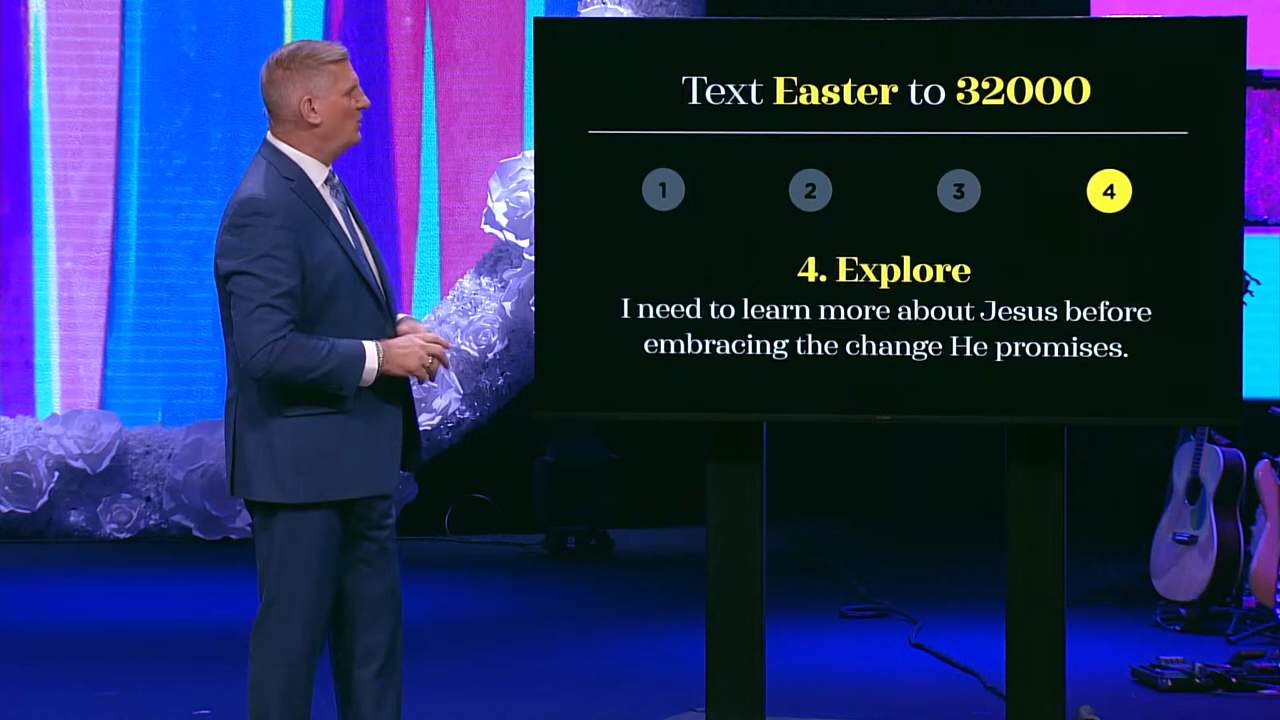 Text Easter to 32000
1 2 3 4
4. Explore
I need to learn more about Jesus before
embracing the change He promises.